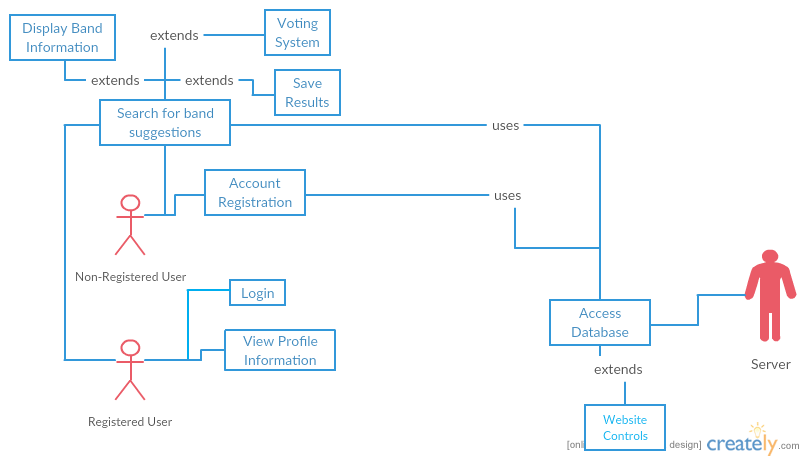 Display Band
Information
extends
Voting
System
extends
extends
Save
Results
Search for band
suggestions
uses
Account
Registration
uses
Non-Registered User
Login
Access
Database
View Profile
Information
Server
extends
Registered User
Website
Controls
[onli design] creately.com